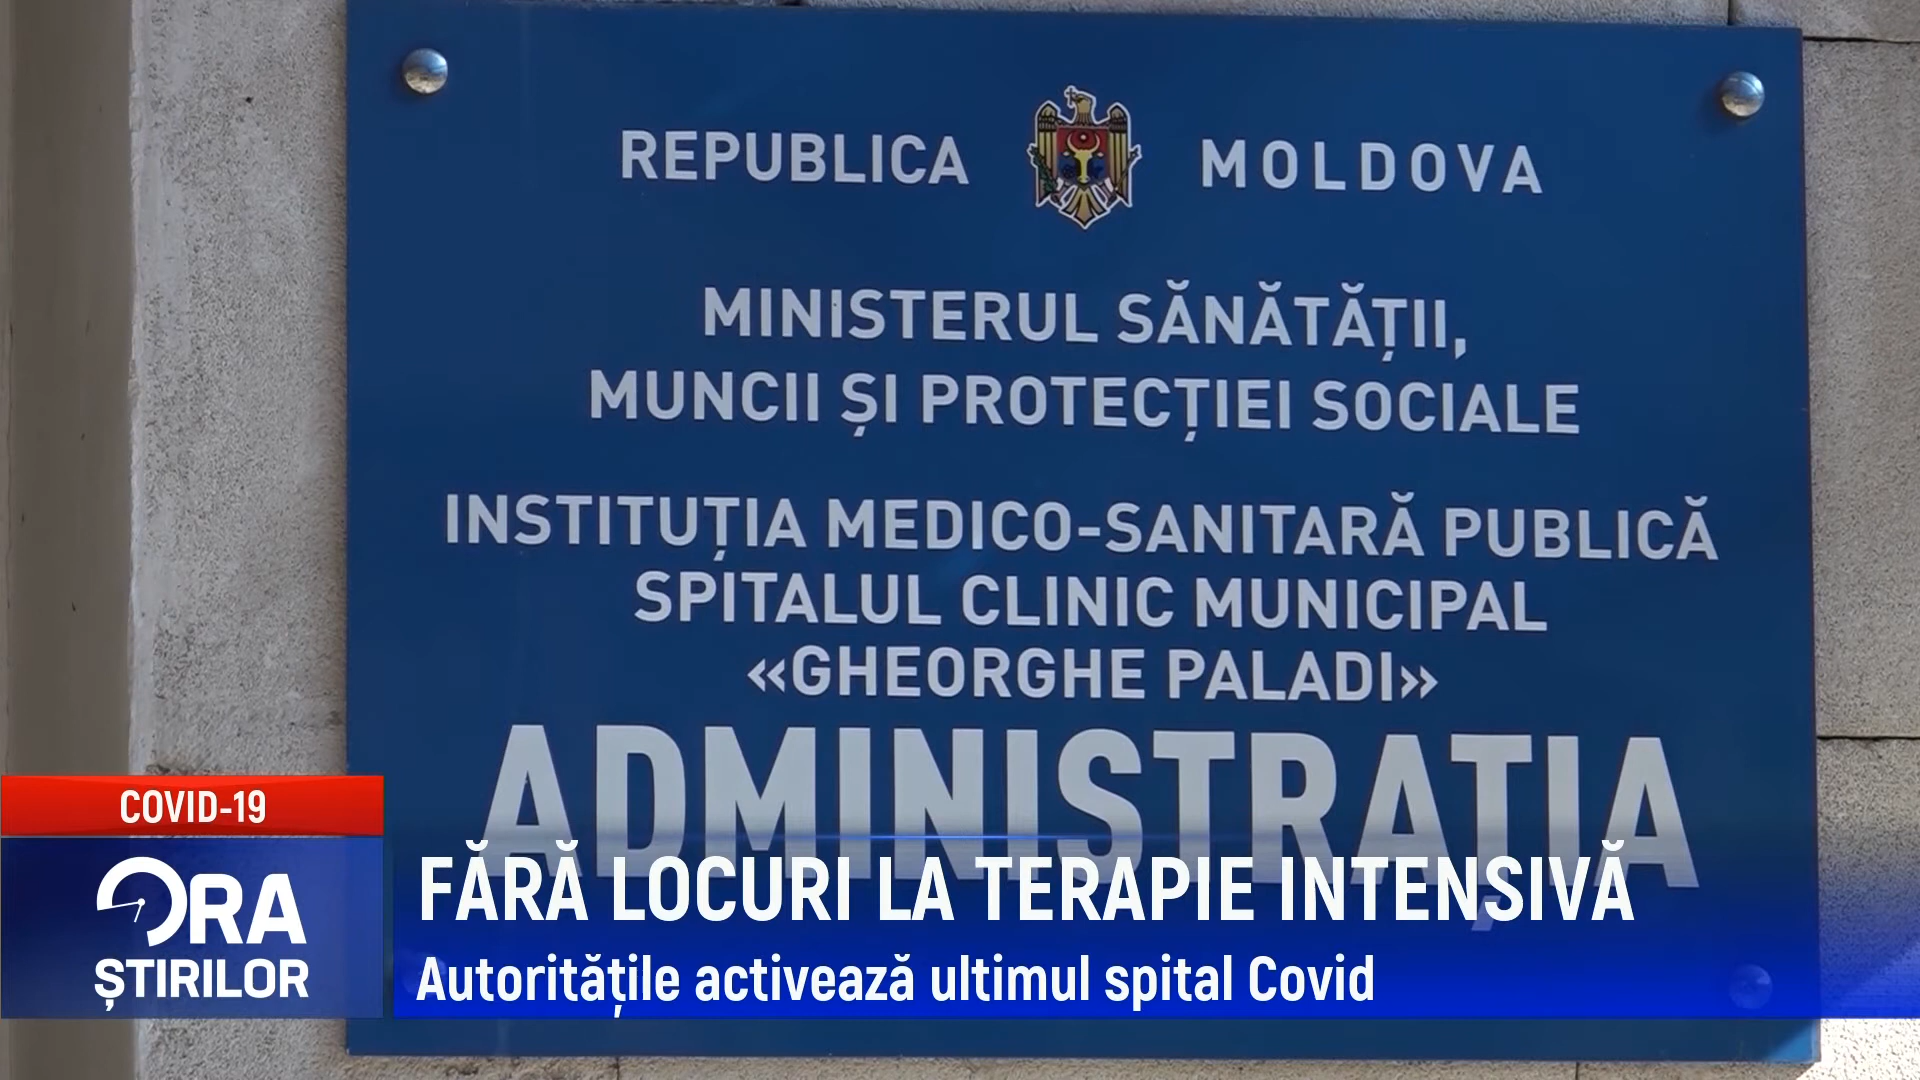 REPUBLICA MOLDOVA
MINISTERUL SĂNĂTĂȚII,
MUNCII ȘI PROTECȚIEI SOCIALE
INSTITUȚIA MEDICO-SANITARĂ PUBLICĂ
SPITALUL CLINIC MUNICIPAL
«GHEORGHE PALADI»
ADMINISTRAȚIA
COVID-19
ORA
ȘTIRILOR
FĂRĂ LOCURI LA TERAPIE INTENSIVĂ
Autoritățile activează ultimul spital Covid